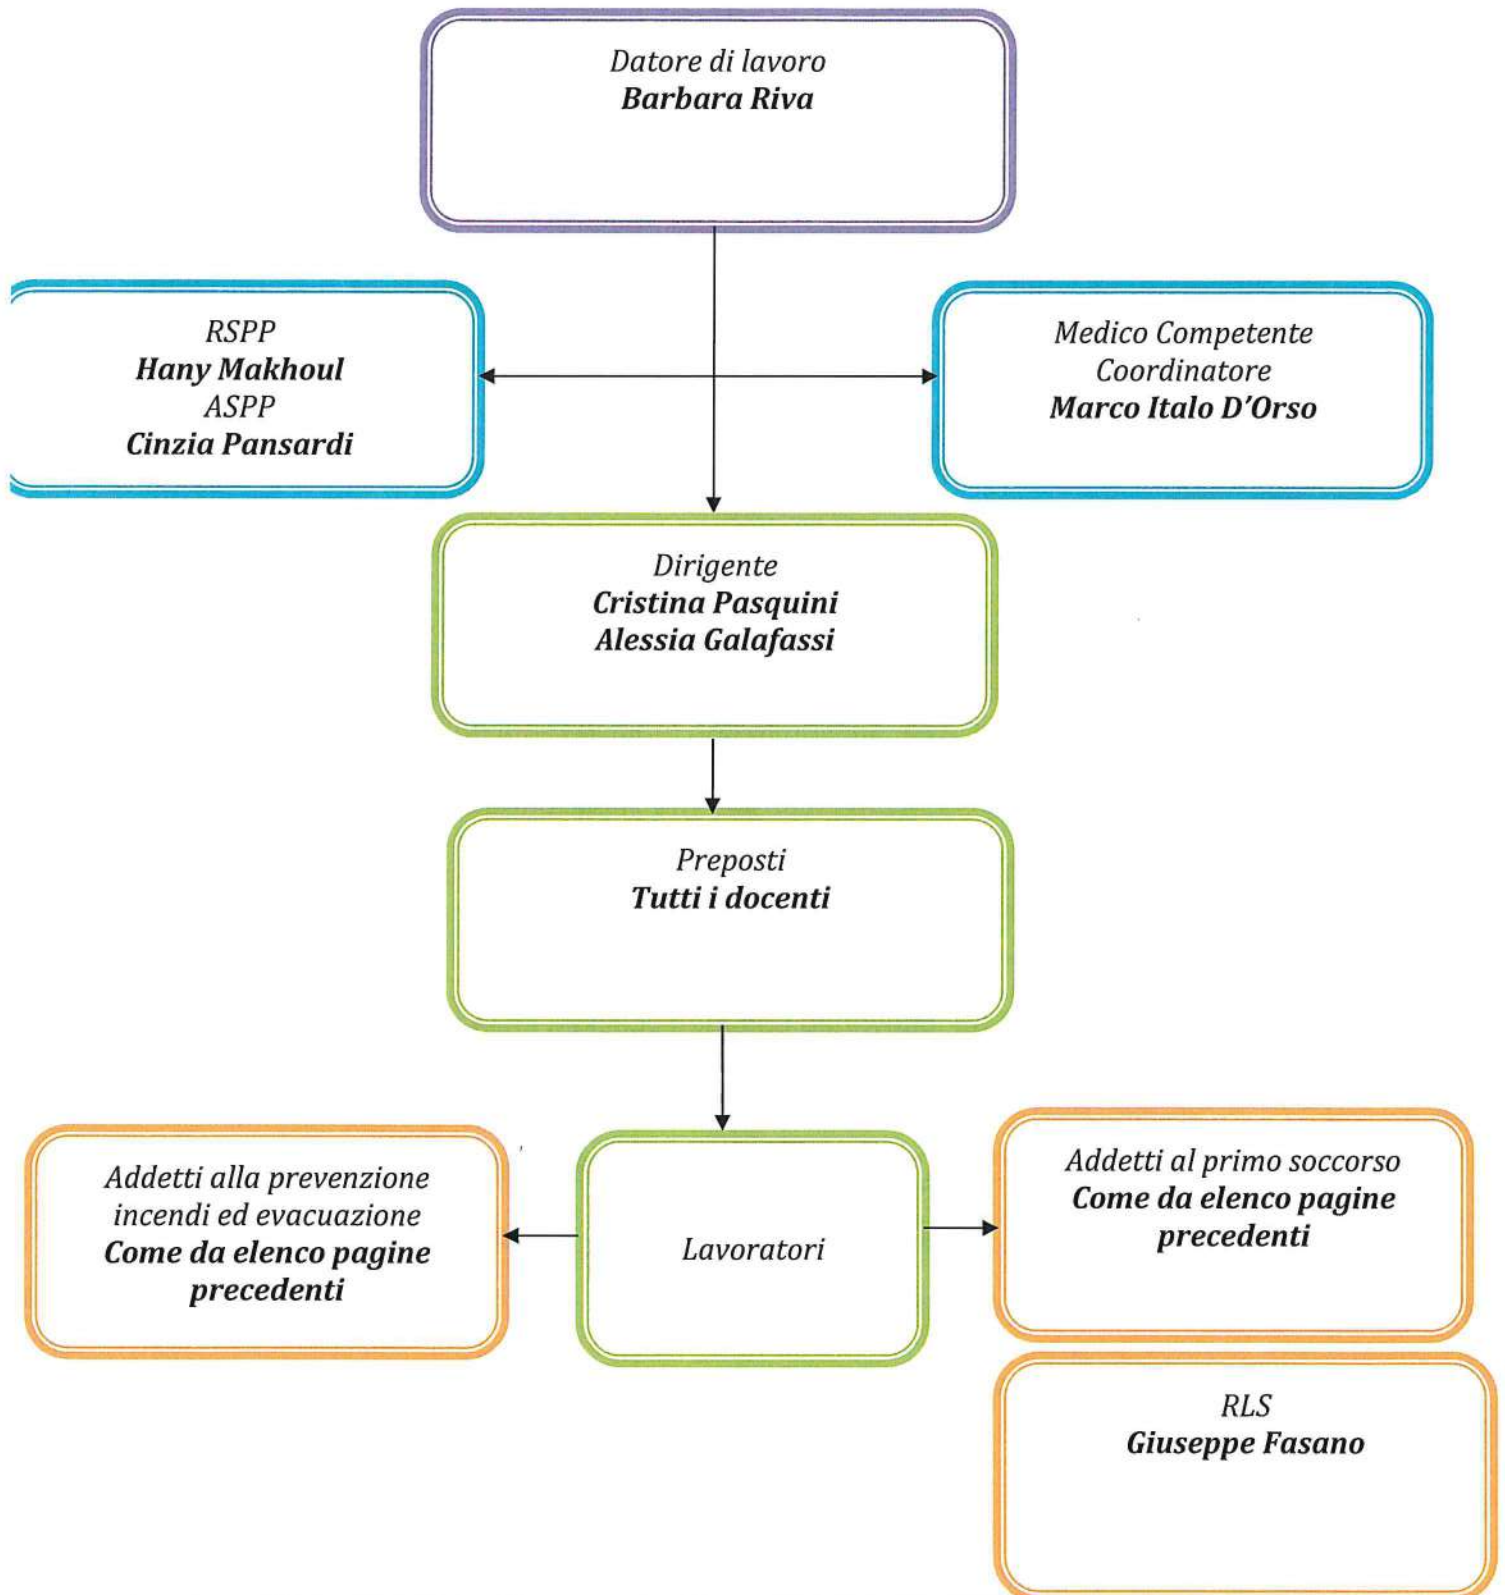 Datore di lavoro
Barbara Riva
RSPP
Hany Makhoul
ASPP
Cinzia Pansardi
Medico Competente
Coordinatore
Marco Italo D'Orso
Dirigente
Cristina Pasquini
Alessia Galafassi
Preposti
Tutti i docenti
Addetti alla prevenzione
incendi ed evacuazione
Come da elenco pagine
precedenti
Lavoratori
Addetti al primo soccorso
Come da elenco pagine
precedenti
RLS
Giuseppe Fasano